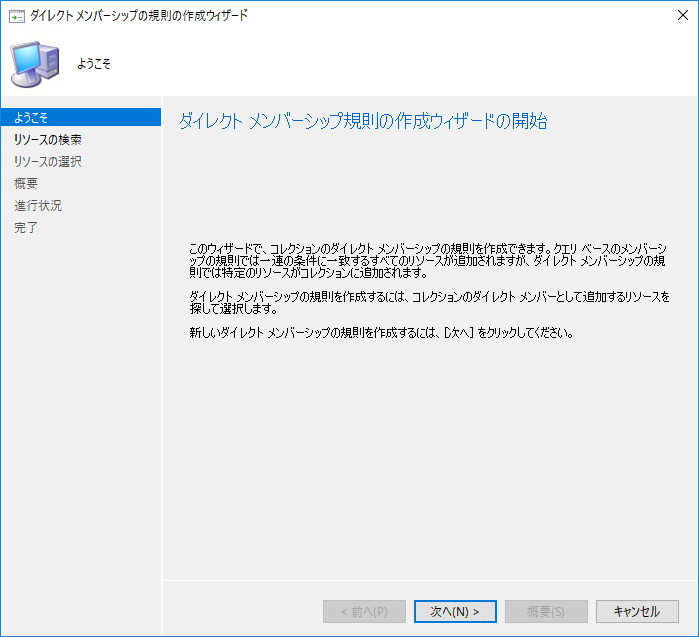 ダイレクト メンバーシップの規則の作成ウィザード
ようこそ
ようこそ
リソースの検索
リソースの選択
概要
進行状況
完了
ダイレクト メンバーシップ規則の作成ウィザードの開始
このウィザードで、コレクションのダイレクト メンバーシップの規則を作成できます。クエリ ベースのメンバーシ
ップの規則では一連の条件に一致するすべてのリソースが追加されますが、ダイレクト メンバーシップの規
則では特定のリソースがコレクションに追加されます。
ダイレクト メンバーシップの規則を作成するには、コレクションのダイレクト メンバーとして追加するリソースを
探して選択します。
新しいダイレクト メンバーシップの規則を作成するには、[次へ] をクリックしてください。
< 前へ(P)
次へ(N) >
概要(S)
キャンセル